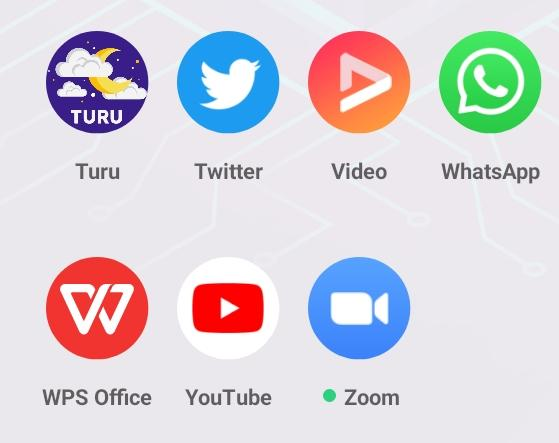 TURU
Turu
Twitter
Video
WhatsApp
WPS Office
YouTube
Zoom